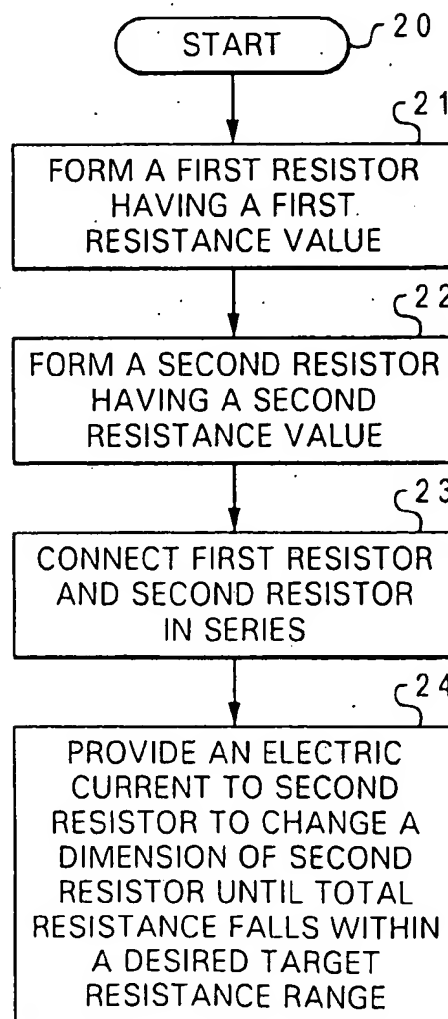 START
20
21
FORM A FIRST RESISTOR
HAVING A FIRST.
RESISTANCE VALUE
22
FORM A SECOND RESISTOR
HAVING A SECOND
RESISTANCE VALUE
23
CONNECT FIRST RESISTOR
AND SECOND RESISTOR
IN SERIES
24
PROVIDE AN ELECTRIC
CURRENT TO SECOND
RESISTOR TO CHANGE A
DIMENSION OF SECOND
RESISTOR UNTIL TOTAL
RESISTANCE FALLS WITHIN
A DESIRED TARGET
RESISTANCE RANGE